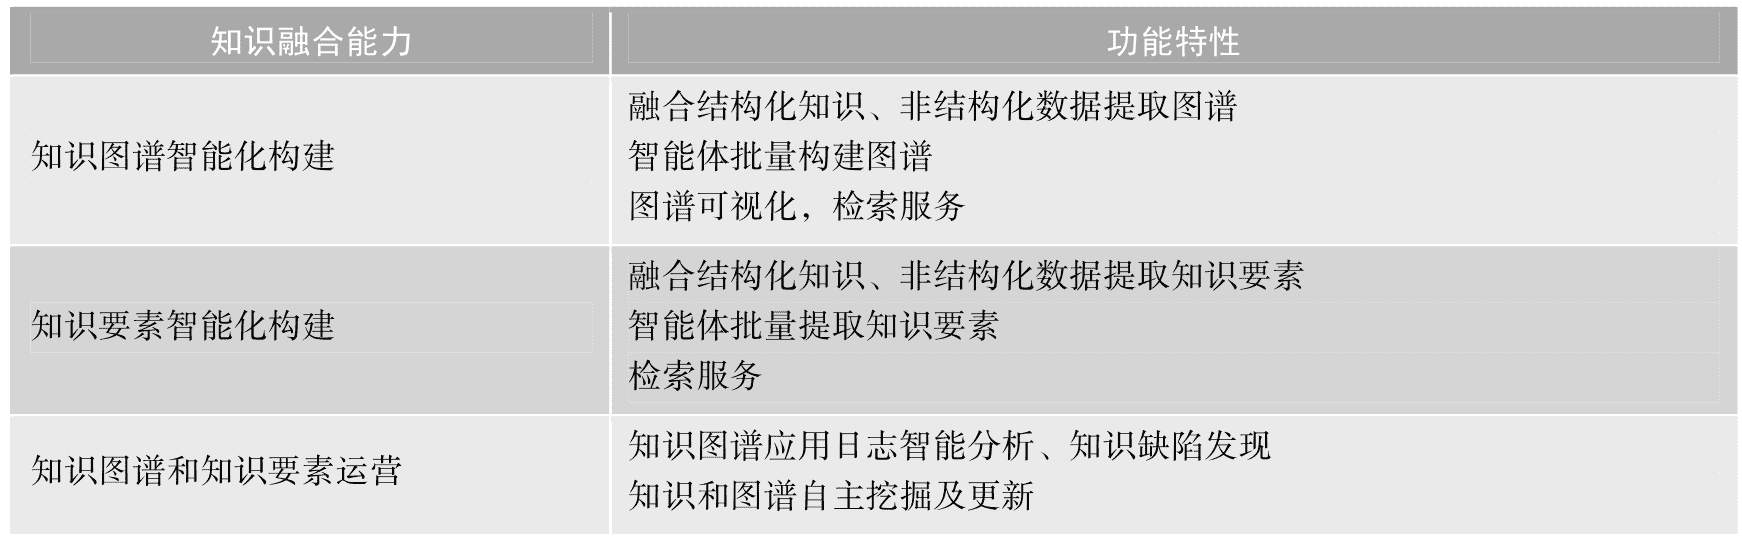 知识融合能力
功能特性
知识图谱智能化构建
融合结构化知识、非结构化数据提取图谱
智能体批量构建图谱
图谱可视化，检索服务
知识要素智能化构建
融合结构化知识、非结构化数据提取知识要素
智能体批量提取知识要素
检索服务
知识图谱和知识要素运营
知识图谱应用日志智能分析、知识缺陷发现
知识和图谱自主挖掘及更新